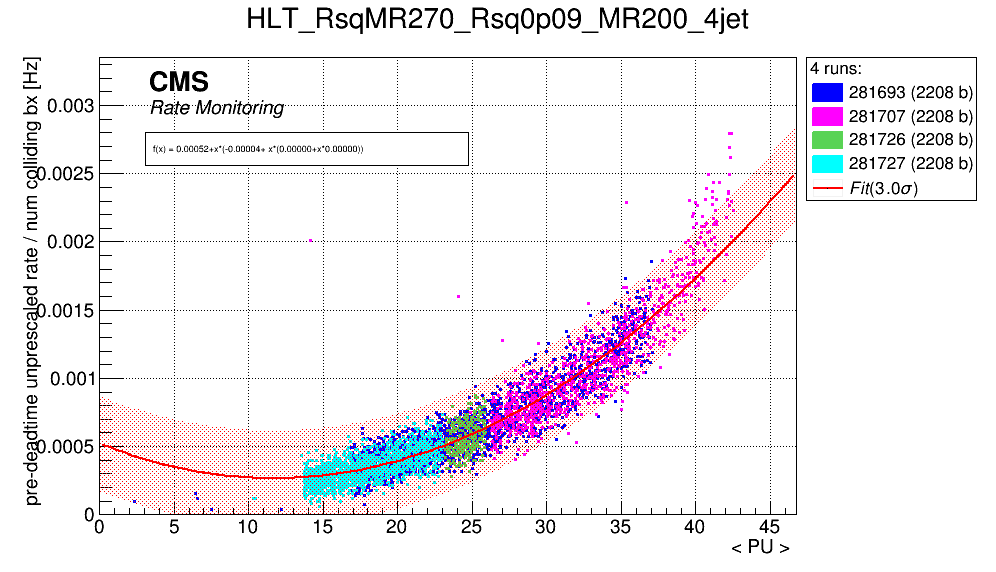 HLT_RsqMR270_Rsq0p09_MR200_4jet
pre-deadtime unprescaled rate / num colliding bx [Hz]
CMS
Rate Monitoring
f(x) = 0.00052+x*(-0.00004+ x*(0.00000+x*0.00000))
0.003
0.0025
0.002
0.0015
0.001
0.0005
0
0 5 10 15 20 25 30 35 40 45
< PU >
4 runs:
281693 (2208 b)
281707 (2208 b)
281726 (2208 b)
281727 (2208 b)
Fit(3.0σ)